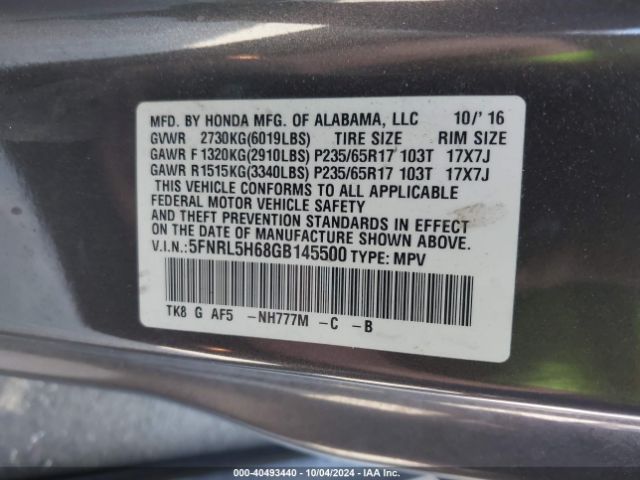 MFD. BY HONDA MFG. OF ALABAMA, LLC 10/'16
GVWR 2730KG(6019LBS) TIRE SIZE RIM SIZE
GAWR F 1320KG(2910LBS) P235/65R17 103T 17X7J
GAWR R1515KG(3340LBS) P235/65R17 103T 17X7J
THIS VEHICLE CONFORMS TO ALL APPLICABLE
FEDERAL MOTOR VEHICLE SAFETY
AND THEFT PREVENTION STANDARDS IN EFFECT
ON THE DATE OF MANUFACTURE SHOWN ABOVE.
V.I.N.:5FNRL5H68GB145500 TYPE: MPV
TK8 G AF5 -NH777M -C -B
000-40493440 - 10/04/2024 - IAA Inc.